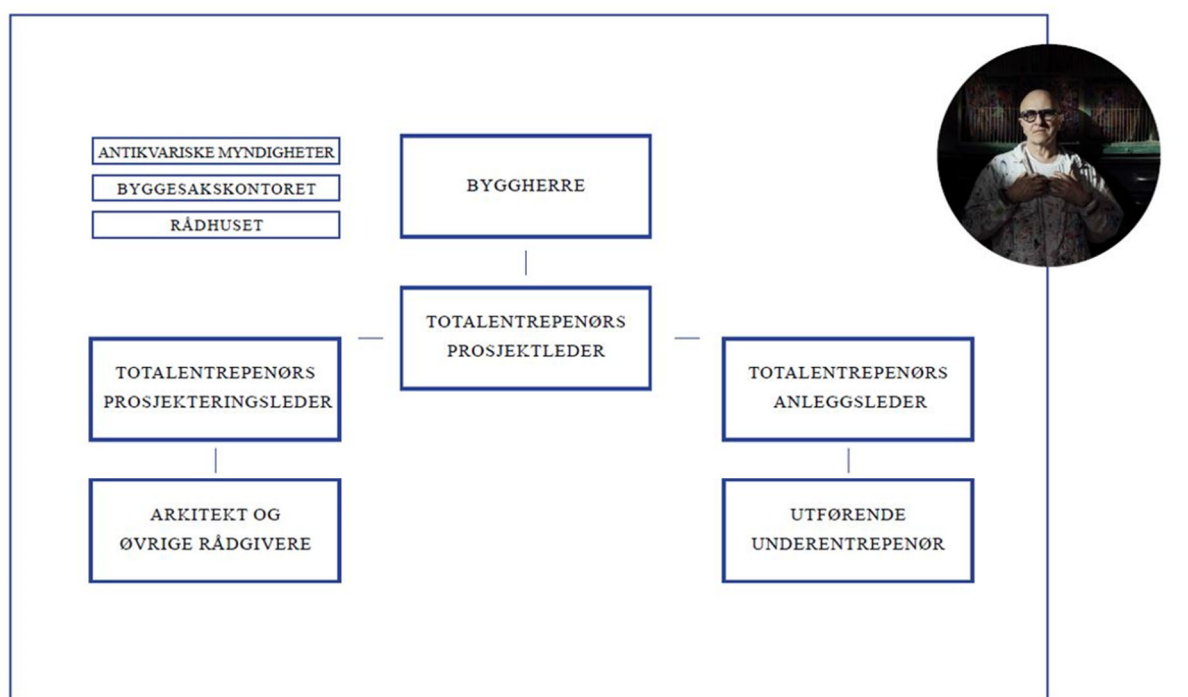 ANTIKVARISKE MYNDIGHETER
BYGGESAKSKONTORET
RÅDHUSET
BYGGHERRE
TOTALENTREPENØRS
PROSJEKTLEDER
TOTALENTREPENØRS
PROSJEKTERINGSLEDER
TOTALENTREPENØRS
ANLEGGSLEDER
ARKITEKT OG
ØVRIGE RÅDGIVERE
UTFØRENDE
UNDERENTREPENØR